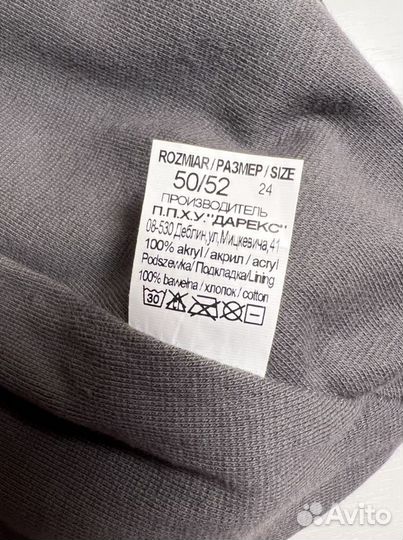 ROZMIAR/РАЗМЕР/SIZE
50/52 24
ПРОИЗВОДИТЕЛЬ
П.П.Х.У."ДАРЕКС"
08-530 Деблин,ул,Мицкевича,41
100% akryl / акрил / acryl
Podszewka/Подкладка/Lining
100% bawełna / хлопок / cotton
30
Avito